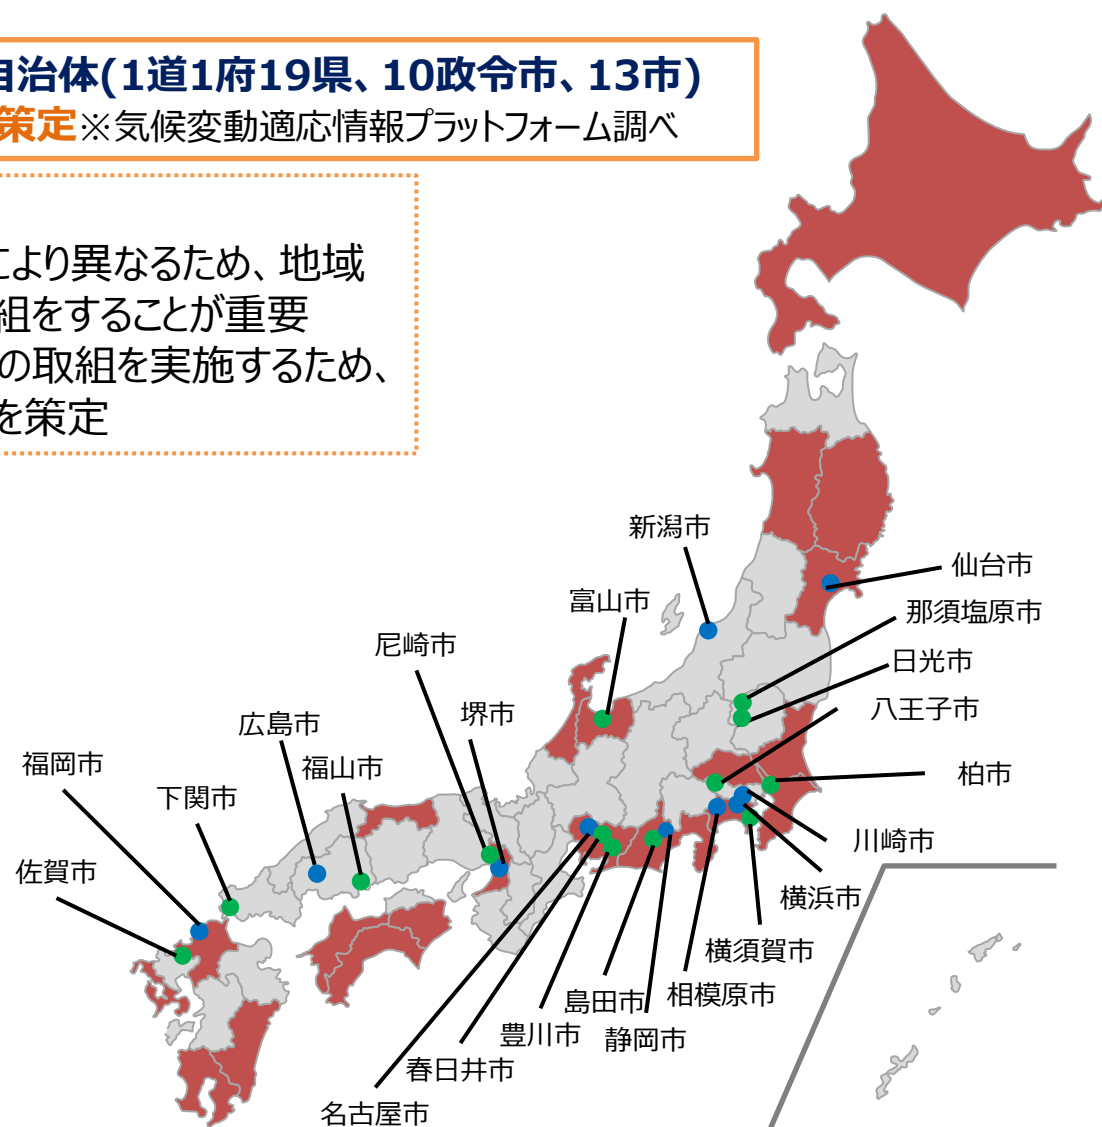 自治体(1道1府19県、10政令市、13市)
策定※気候変動適応情報プラットフォーム調べ
により異なるため、地域
組をすることが重要
の取組を実施するため、
を策定
新潟市
仙台市
富山市
那須塩原市
尼崎市
日光市
堺市
八王子市
広島市
福岡市
福山市
柏市
下関市
川崎市
佐賀市
横浜市
横須賀市
相模原市
島田市
静岡市
豊川市
春日井市
名古屋市